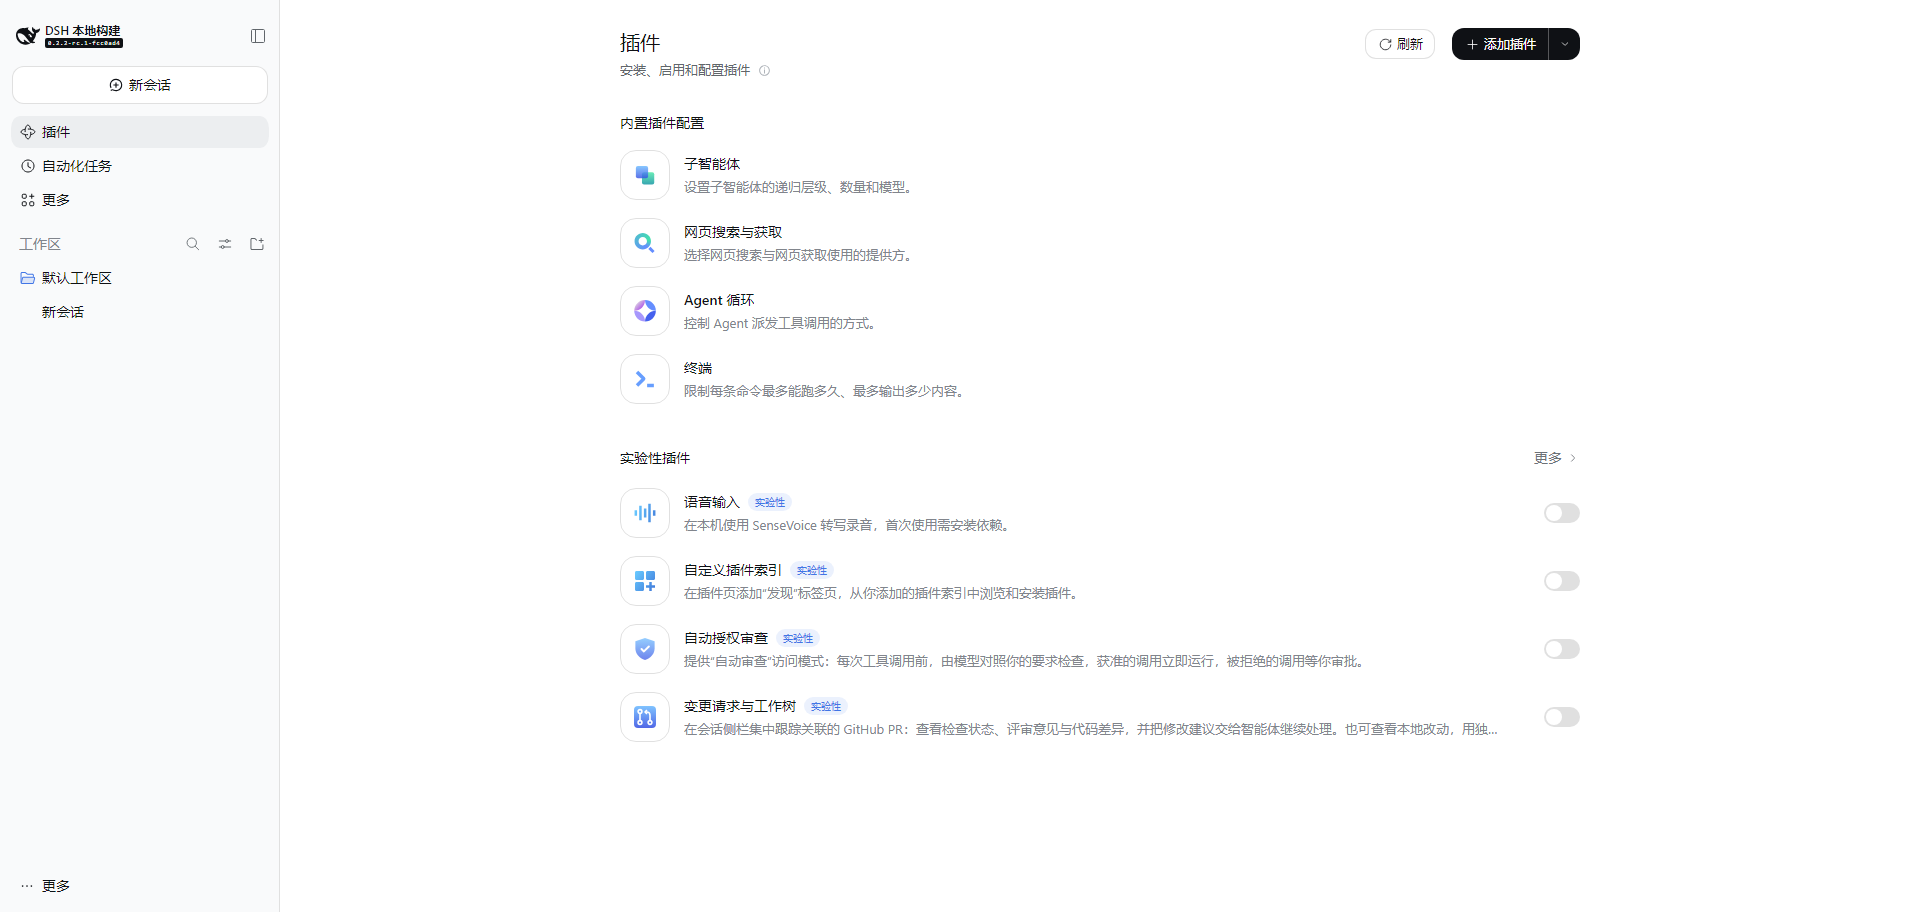 DSH 本地构建
0.2.2-rc.1-fcc0ad4
新会话
插件
自动化任务
更多
工作区
默认工作区
新会话
更多
插件
安装、启用和配置插件
刷新
添加插件
内置插件配置
子智能体
设置子智能体的递归层级、数量和模型。
网页搜索与获取
选择网页搜索与网页获取使用的提供方。
Agent 循环
控制 Agent 派发工具调用的方式。
终端
限制每条命令最多能跑多久、最多输出多少内容。
实验性插件
更多
语音输入 实验性
在本机使用 SenseVoice 转写录音，首次使用需安装依赖。
自定义插件索引 实验性
在插件页添加“发现”标签页，从你添加的插件索引中浏览和安装插件。
自动授权审查 实验性
提供“自动审查”访问模式：每次工具调用前，由模型对照你的要求检查，获准的调用立即运行，被拒绝的调用等你审批。
变更请求与工作树 实验性
在会话侧栏集中跟踪关联的 GitHub PR：查看检查状态、评审意见与代码差异，并把修改建议交给智能体继续处理。也可查看本地改动，用独...